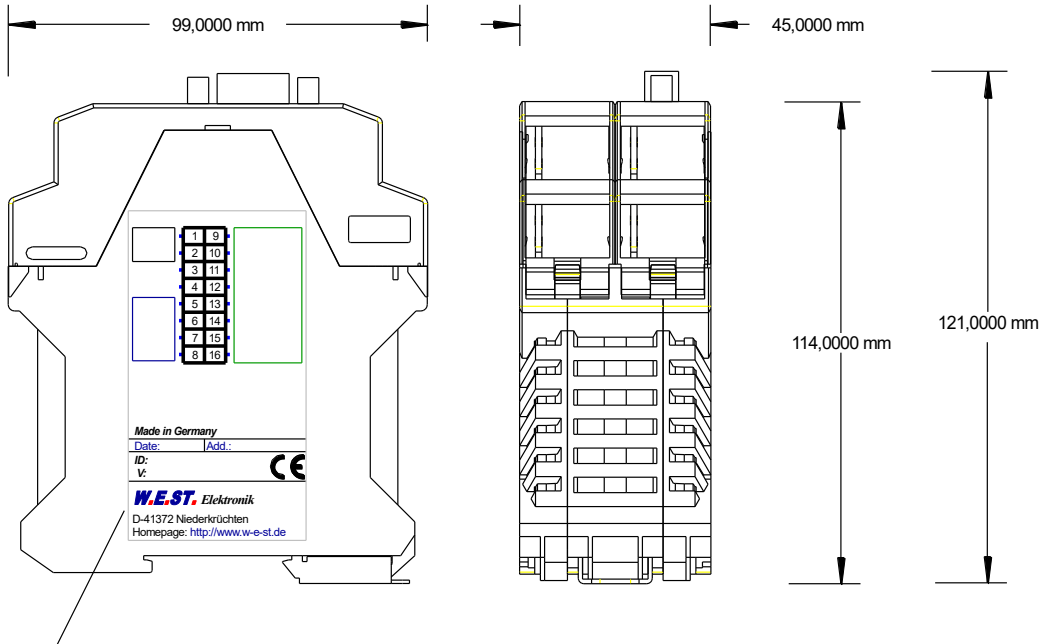 99,0000 mm
45,0000 mm
121,0000 mm
114,0000 mm
1 9
2 10
3 11
4 12
5 13
6 14
7 15
8 16
Made in Germany
Date: Add.:
ID:
V: CE
W.E.ST. Elektronik
D-41372 Niederkrüchten
Homepage: http://www.w-e-st.de